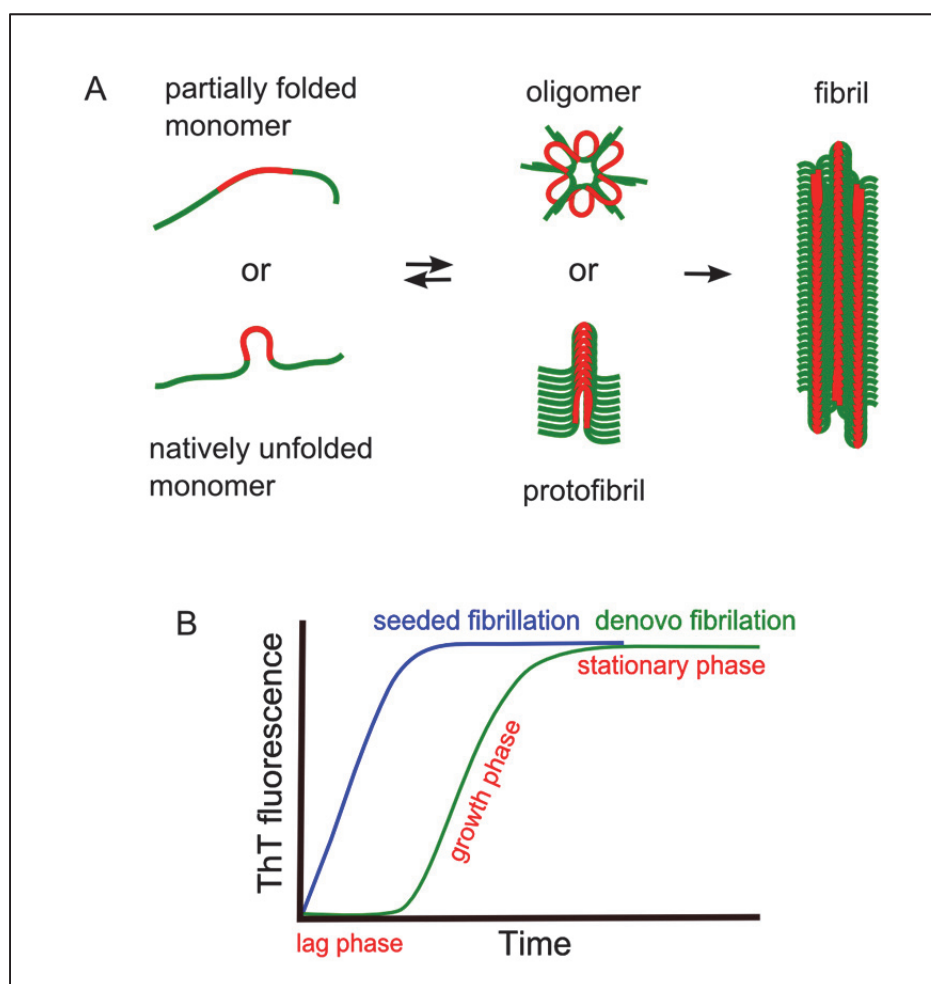 A
partially folded
monomer
oligomer
fibril
or
or
natively unfolded
monomer
protofibril
B
seeded fibrillation
denovo fibrilation
stationary phase
growth phase
ThT fluorescence
lag phase
Time